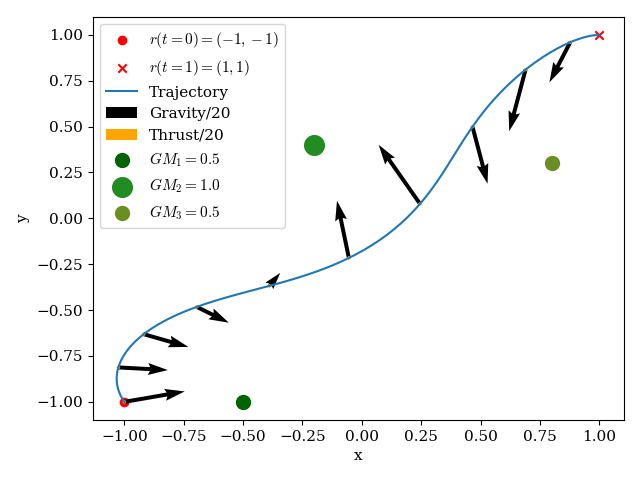 r(t=0)=(−1,−1)
r(t=1)=(1,1)
Trajectory
Gravity/20
Thrust/20
GM₁=0.5
GM₂=1.0
GM₃=0.5
1.00
0.75
0.50
0.25
0.00
−0.25
−0.50
−0.75
−1.00
y
−1.00 −0.75 −0.50 −0.25 0.00 0.25 0.50 0.75 1.00
x